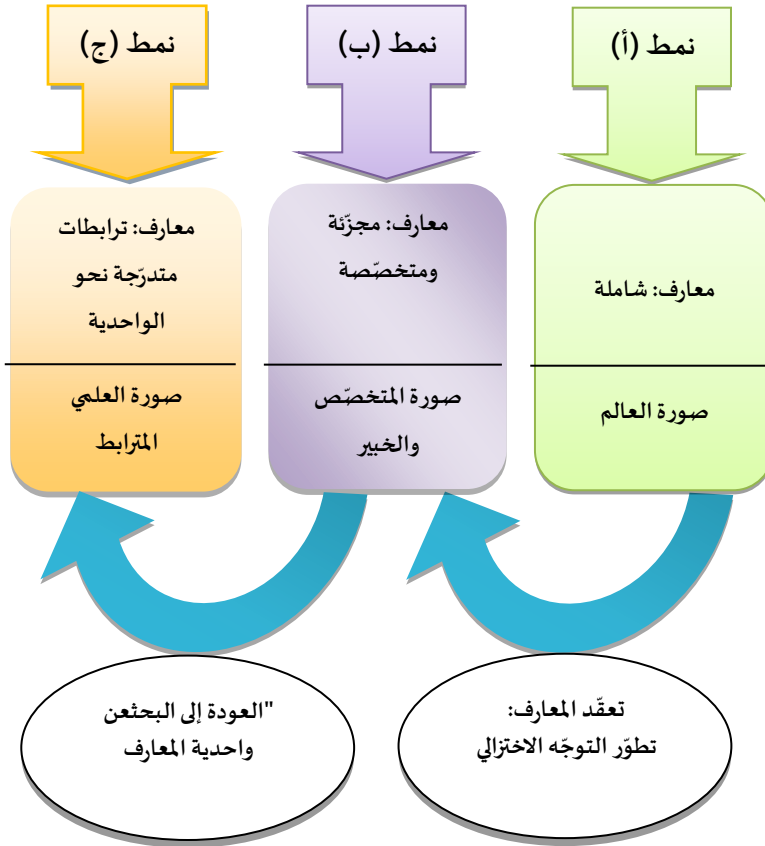 نمط (أ)
نمط (ب)
نمط (ج)
معارف: شاملة
صورة العالم
معارف: مجزّئة
ومتخصّصة
صورة المتخصّص
والخبير
معارف: ترابطات
متدرّجة نحو
الواحدية
صورة العلمي
المترابط
تعقّد المعارف:
تطوّر التوجّه الاختزالي
"العودة إلى البحثعن
واحدية المعارف